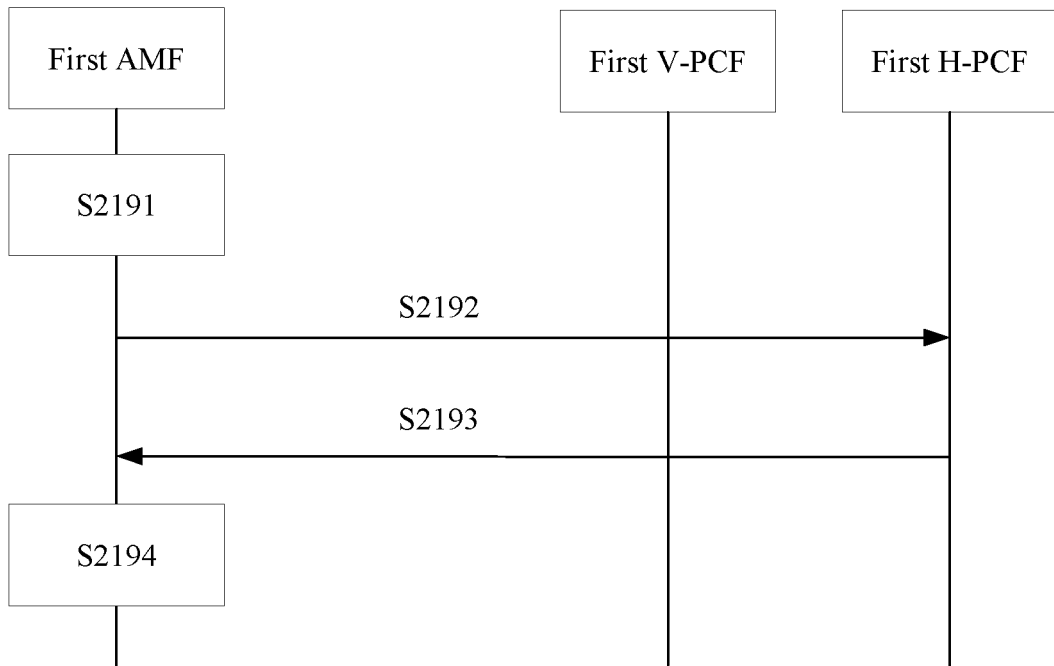 First AMF
First V-PCF
First H-PCF
S2191
S2192
S2193
S2194